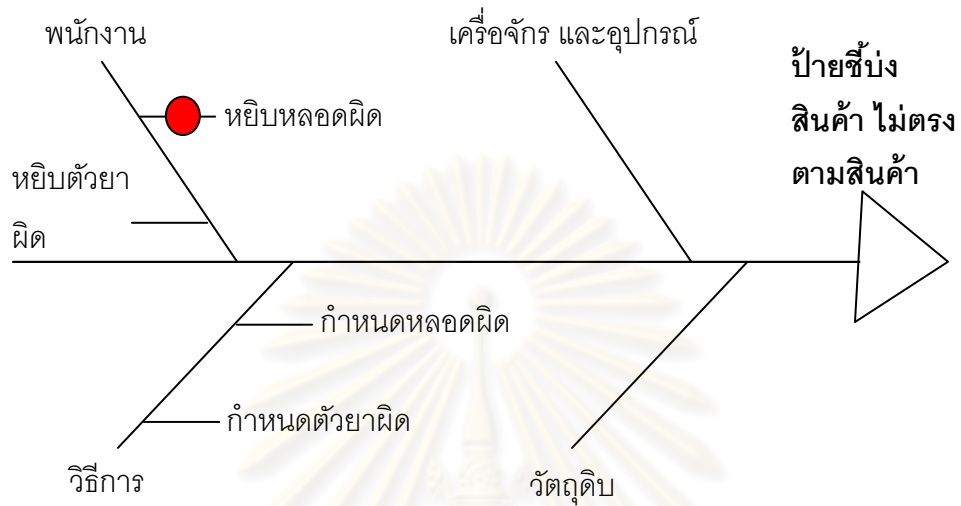 พนักงาน
เครื่อจักร และอุปกรณ์
ป้ายชี้บ่ง
สินค้า ไม่ตรง
ตามสินค้า
หยิบหลอดผิด
หยิบตัวยา
ผิด
กำหนดหลอดผิด
กำหนดตัวยาผิด
วิธีการ
วัตถุดิบ